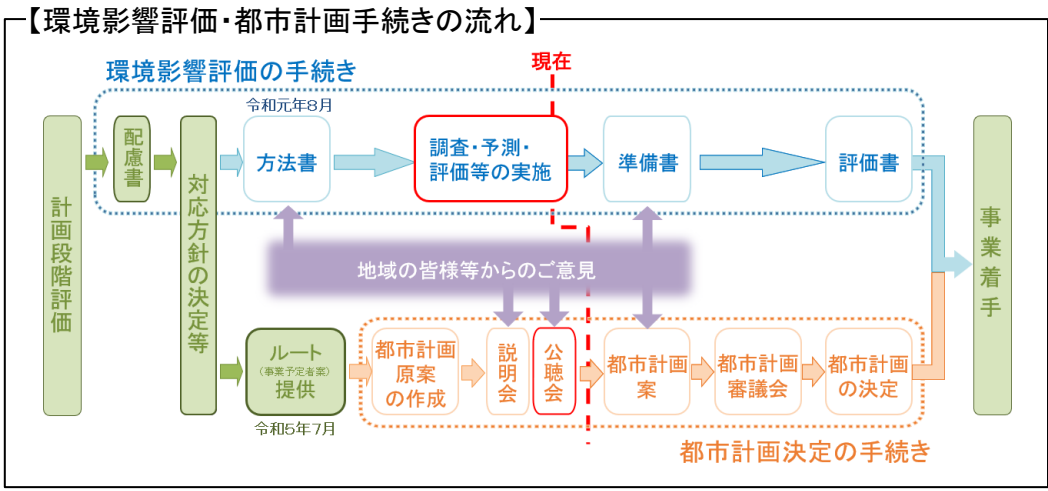 【環境影響評価・都市計画手続きの流れ】
環境影響評価の手続き
現在
令和元年8月
計画段階評価
配慮書
対応方針の決定等
方法書
調査・予測・
評価等の実施
準備書
評価書
事業着手
地域の皆様等からのご意見
ルート
(事業予定者案)
提供
令和5年7月
都市計画
原案
の作成
説明会
公聴会
都市計画
案
都市計画
審議会
都市計画
の決定
都市計画決定の手続き